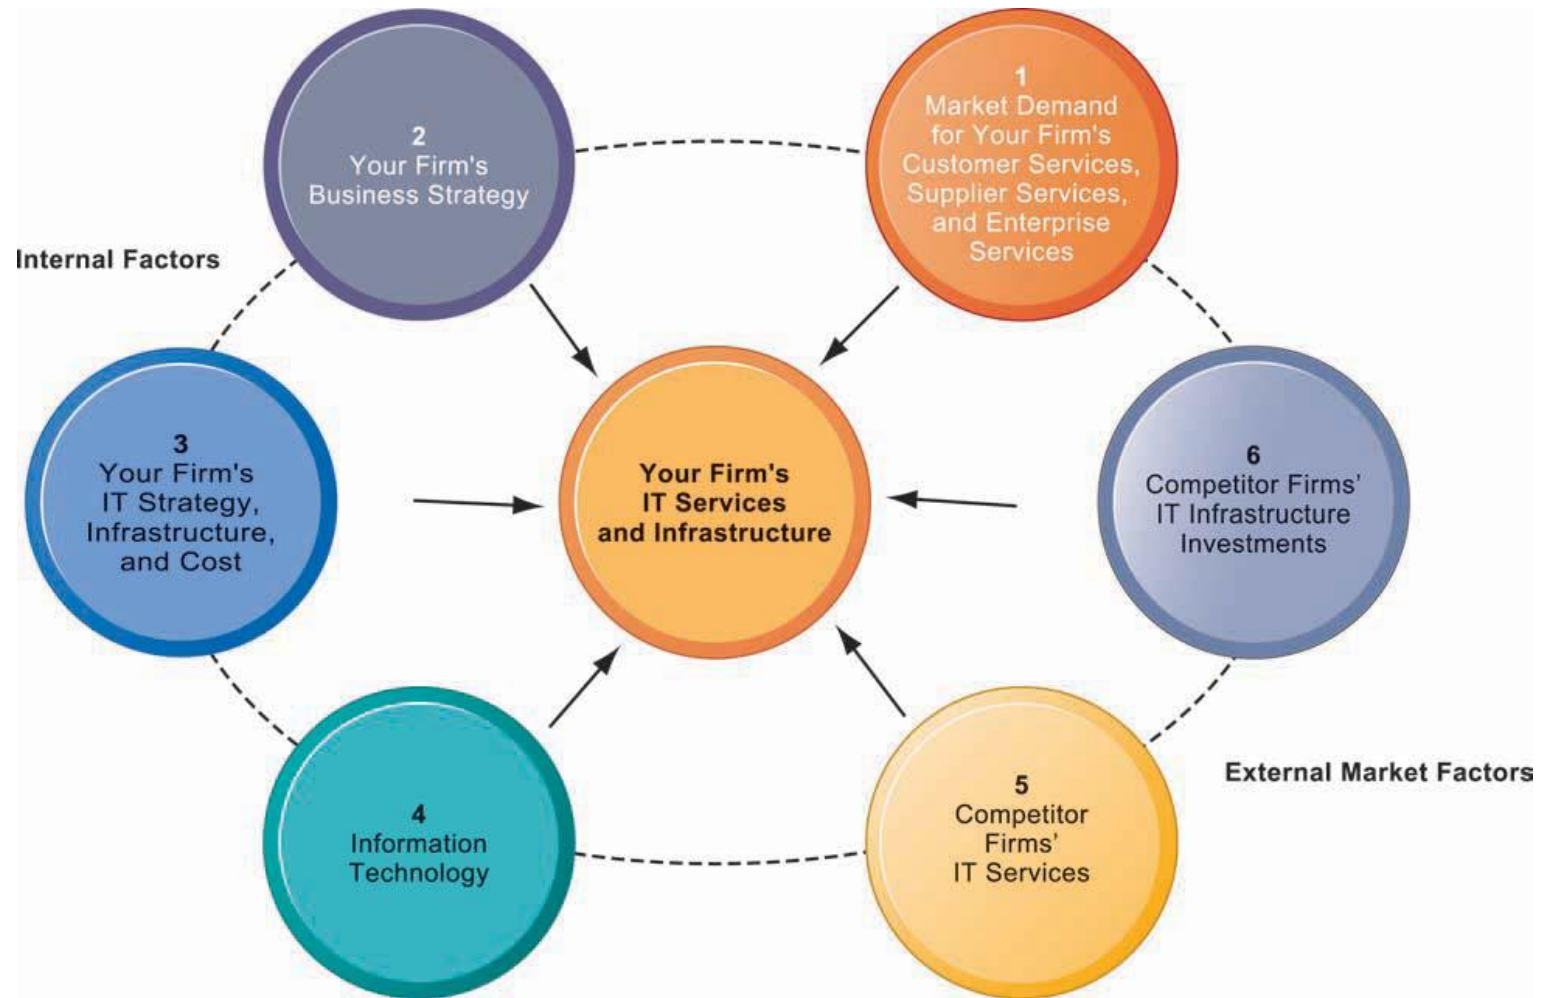 1
Market Demand
for Your Firm's
Customer Services,
Supplier Services,
and Enterprise
Services
2
Your Firm's
Business Strategy
Internal Factors
3
Your Firm's
IT Strategy,
Infrastructure,
and Cost
Your Firm's
IT Services
and Infrastructure
6
Competitor Firms’
IT Infrastructure
Investments
External Market Factors
4
Information
Technology
5
Competitor
Firms’
IT Services